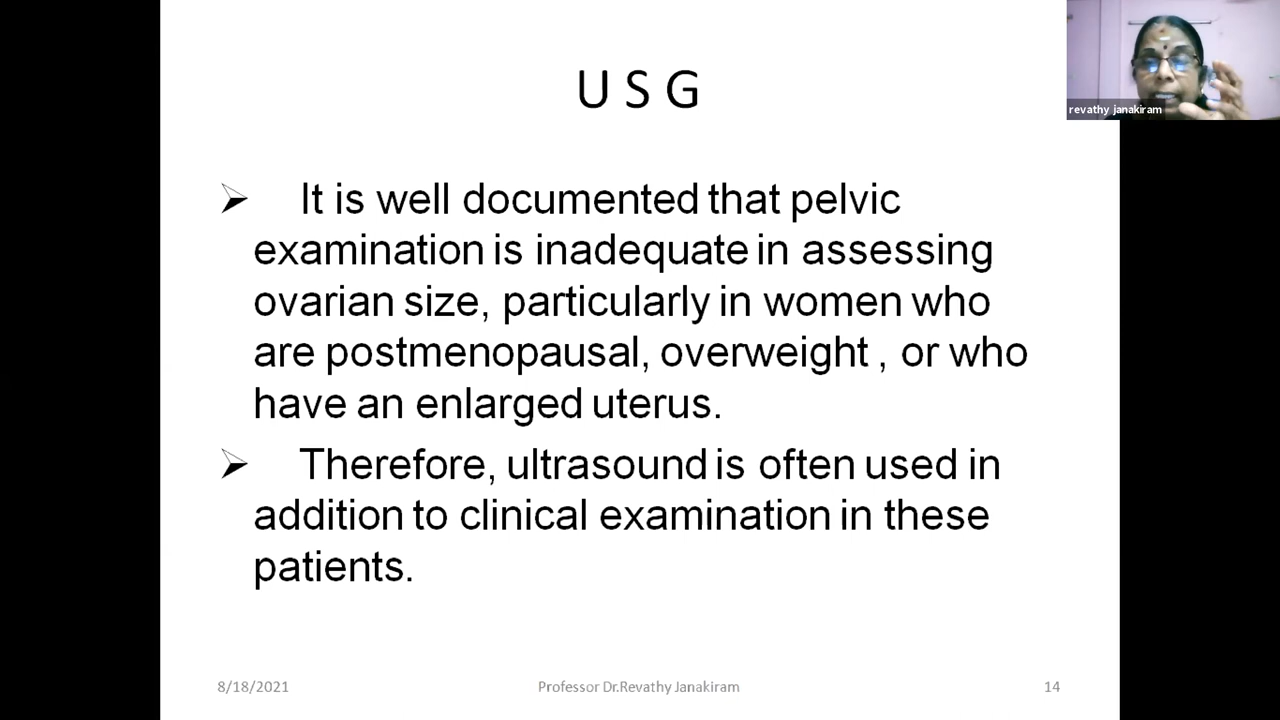 U S G
revathy janakiram
➢ It is well documented that pelvic
examination is inadequate in assessing
ovarian size, particularly in women who
are postmenopausal, overweight , or who
have an enlarged uterus.
➢ Therefore, ultrasound is often used in
addition to clinical examination in these
patients.
8/18/2021 Professor Dr.Revathy Janakiram 14